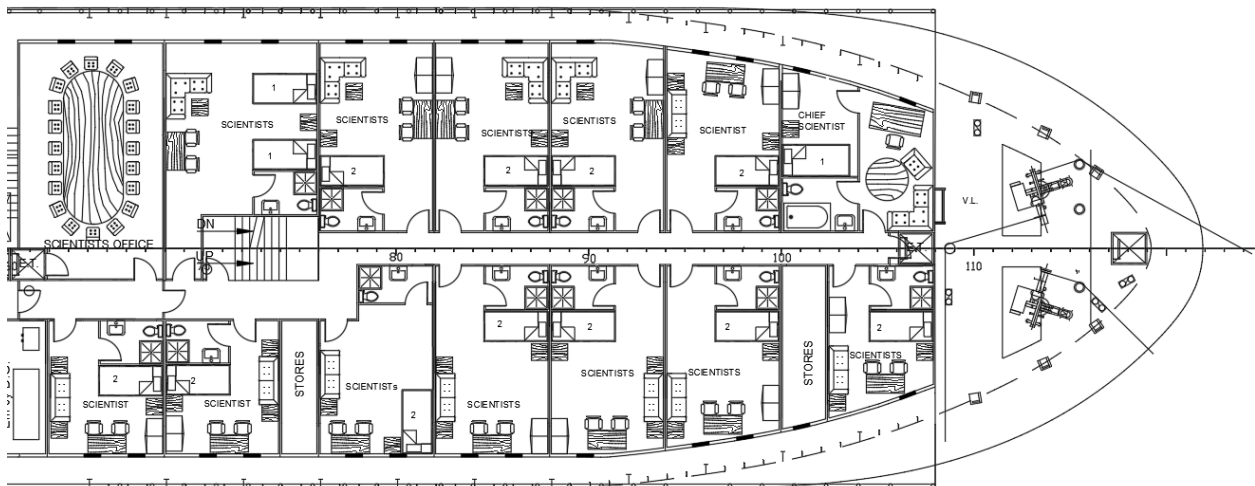 1
SCIENTISTS
1
SCIENTISTS
2
SCIENTISTS
2
SCIENTISTS
2
SCIENTIST
2
CHIEF
SCIENTIST
1
V.L.
SCIENTISTS OFFICE
DN
UP
E.T.
70
80
90
100
E.T.
110
2
SCIENTIST
2
SCIENTIST
STORES
SCIENTISTs
2
2
SCIENTISTS
2
SCIENTISTS
2
SCIENTISTS
STORES
2
SCIENTISTS